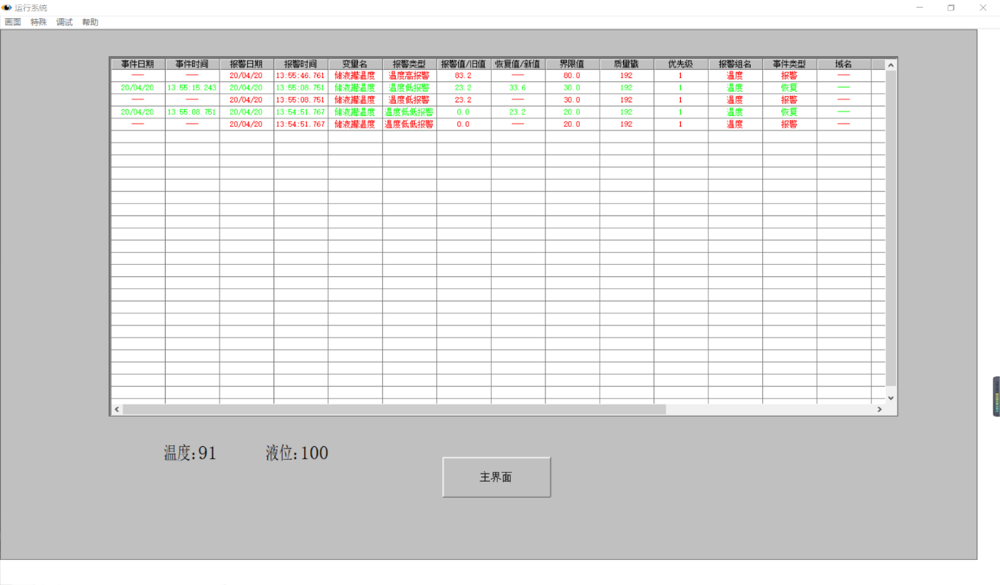 运行系统
画面 特殊 调试 帮助
事件日期 事件时间 报警日期 报警时间 变量名 报警类型 报警值/旧值 恢复值/新值 界限值 质量戳 优先级 报警组名 事件类型 域名
—— —— 20/04/20 13:55:46.761 储液罐温度 温度高报警 83.2 —— 80.0 192 1 温度 报警 ——
20/04/20 13:55:15.243 20/04/20 13:55:08.751 储液罐温度 温度低报警 23.2 33.6 30.0 192 1 温度 恢复 ——
—— —— 20/04/20 13:55:08.751 储液罐温度 温度低报警 23.2 —— 30.0 192 1 温度 报警 ——
20/04/20 13:55:08.751 20/04/20 13:54:51.767 储液罐温度 温度低低报警 0.0 23.2 20.0 192 1 温度 恢复 ——
—— —— 20/04/20 13:54:51.767 储液罐温度 温度低低报警 0.0 —— 20.0 192 1 温度 报警 ——
温度:91 液位:100
主界面